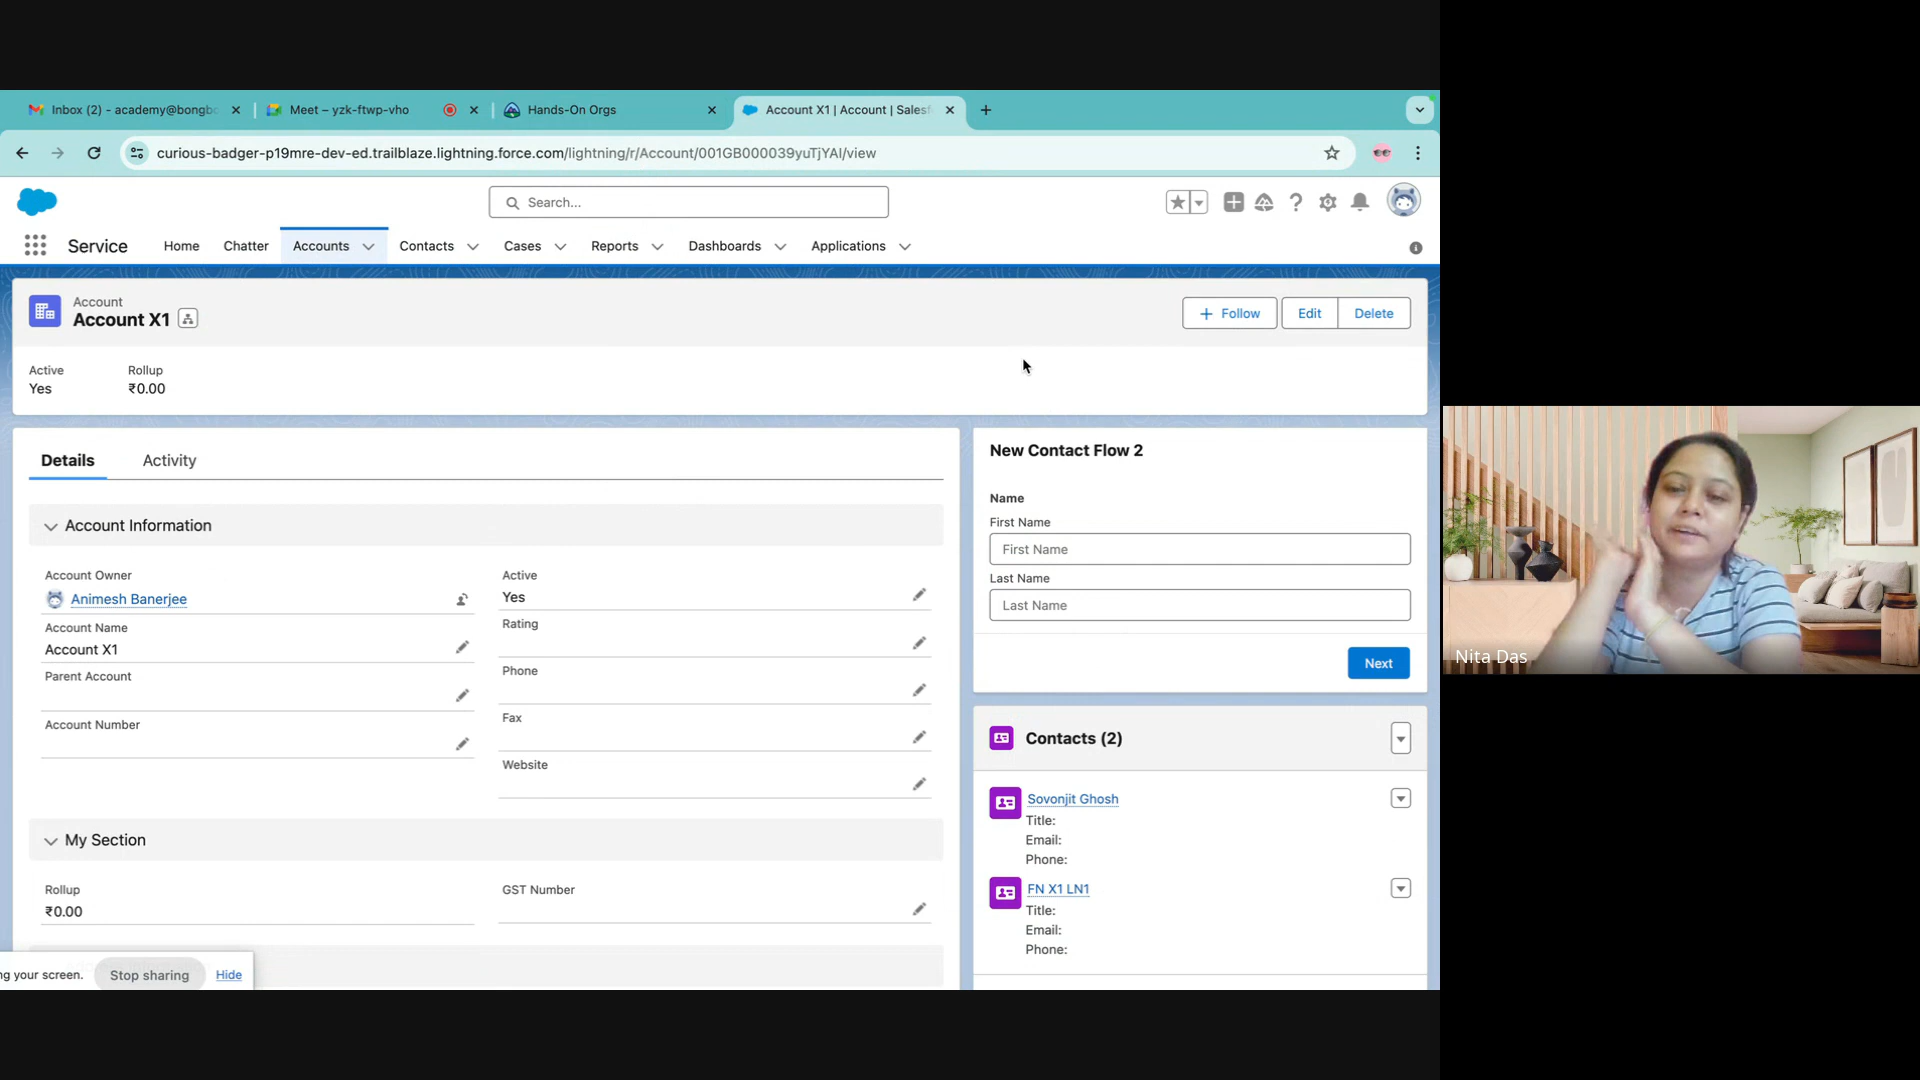 Inbox (2) - academy@bongbo
Meet – yzk-ftwp-vho
Hands-On Orgs
Account X1 | Account | Salesf
curious-badger-p19mre-dev-ed.trailblaze.lightning.force.com/lightning/r/Account/001GB000039yuTjYAI/view
Search...
Service
Home
Chatter
Accounts
Contacts
Cases
Reports
Dashboards
Applications
Account
Account X1
Follow
Edit
Delete
Active
Yes
Rollup
₹0.00
Details
Activity
Account Information
Account Owner
Animesh Banerjee
Account Name
Account X1
Parent Account
Account Number
Active
Yes
Rating
Phone
Fax
Website
My Section
Rollup
₹0.00
GST Number
New Contact Flow 2
Name
First Name
First Name
Last Name
Last Name
Next
Contacts (2)
Sovonjit Ghosh
Title:
Email:
Phone:
FN X1 LN1
Title:
Email:
Phone:
ng your screen.
Stop sharing
Hide
Nita Das